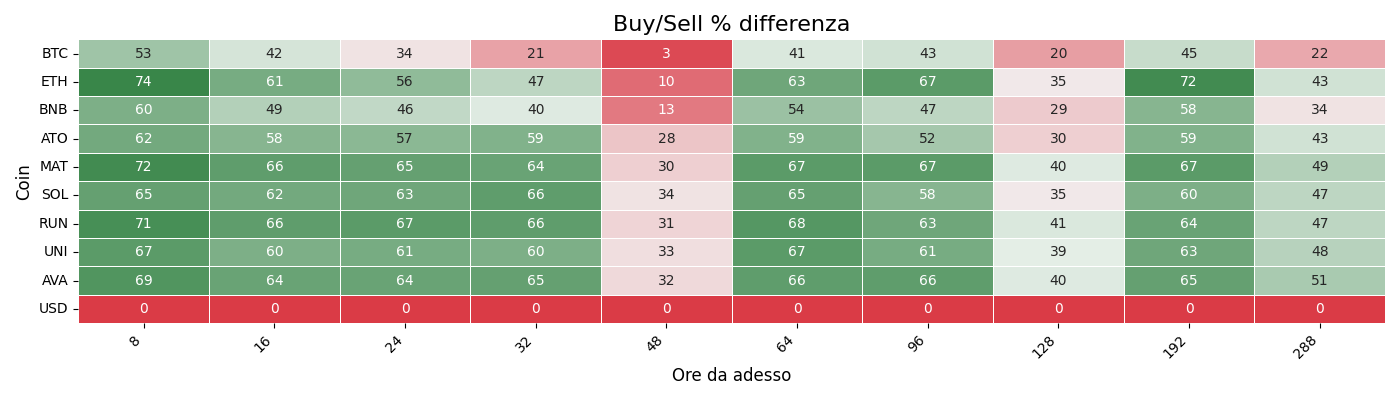 Buy/Sell % differenza
Coin
BTC 53 42 34 21 3 41 43 20 45 22
ETH 74 61 56 47 10 63 67 35 72 43
BNB 60 49 46 40 13 54 47 29 58 34
ATO 62 58 57 59 28 59 52 30 59 43
MAT 72 66 65 64 30 67 67 40 67 49
SOL 65 62 63 66 34 65 58 35 60 47
RUN 71 66 67 66 31 68 63 41 64 47
UNI 67 60 61 60 33 67 61 39 63 48
AVA 69 64 64 65 32 66 66 40 65 51
USD 0 0 0 0 0 0 0 0 0 0
8 16 24 32 48 64 96 128 192 288
Ore da adesso